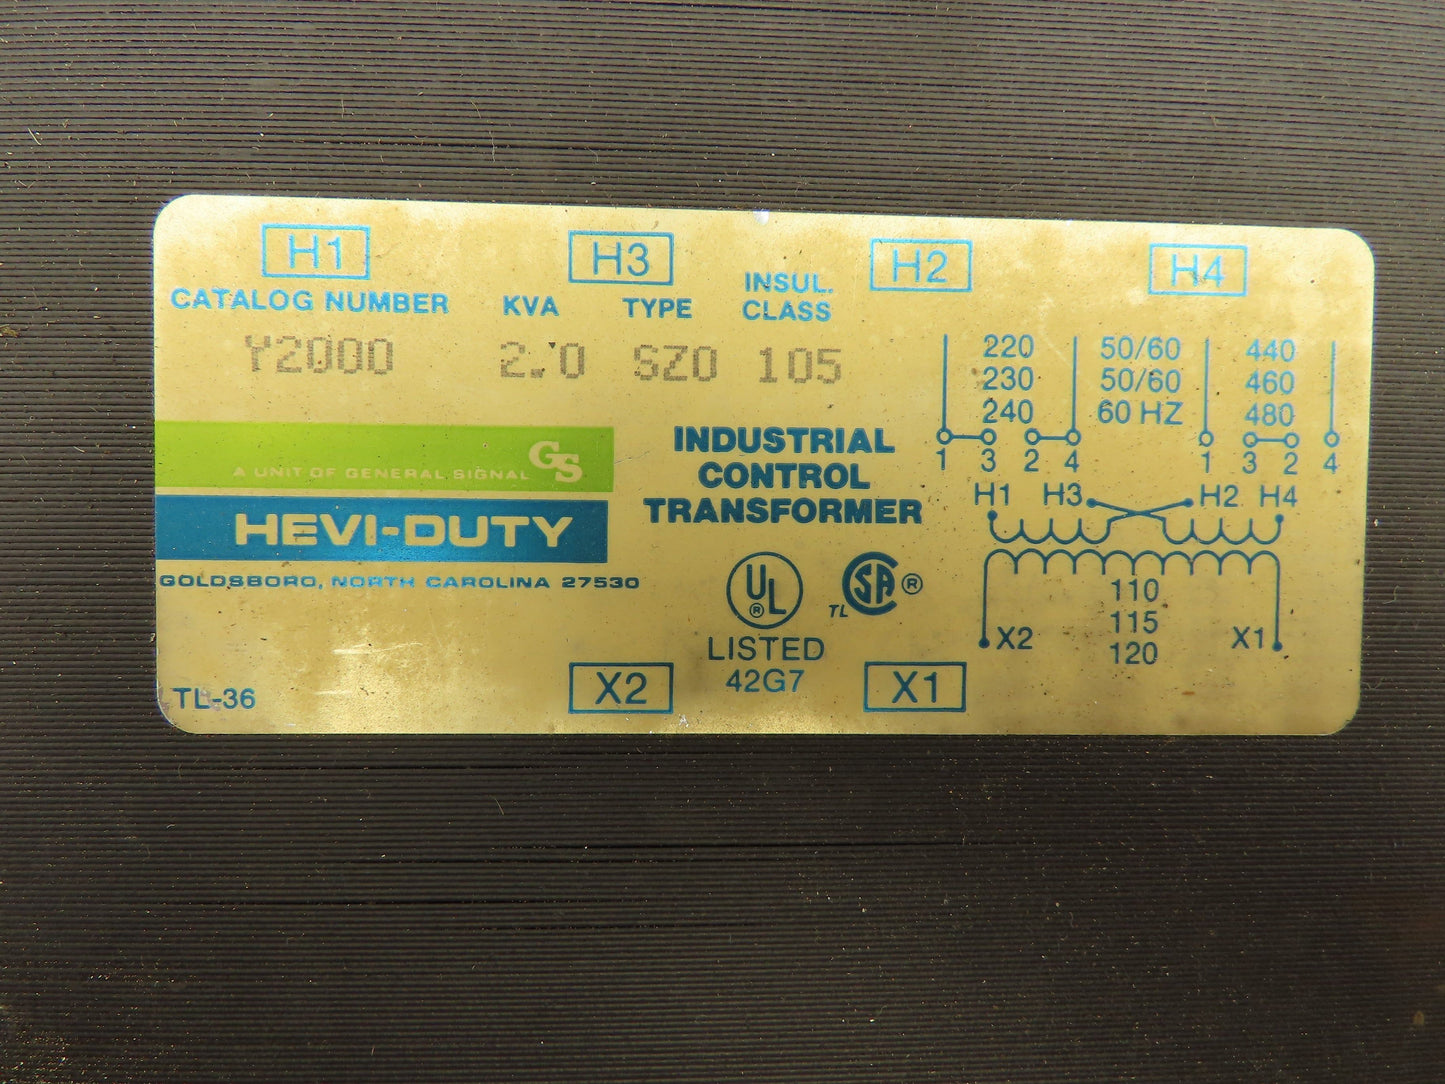 H1 H3 H2 H4
CATALOG NUMBER KVA TYPE INSUL. CLASS
Y2000 2.0 SZO 105
A UNIT OF GENERAL SIGNAL GS
HEVI-DUTY
GOLDSBORO, NORTH CAROLINA 27530
TL-36
INDUSTRIAL
CONTROL
TRANSFORMER
UL ®
LISTED
42G7
TL SA ®
X2 X1
220 50/60 440
230 50/60 460
240 60 HZ 480
1 3 2 4 1 3 2 4
H1 H3 H2 H4
110
115
X2 120 X1